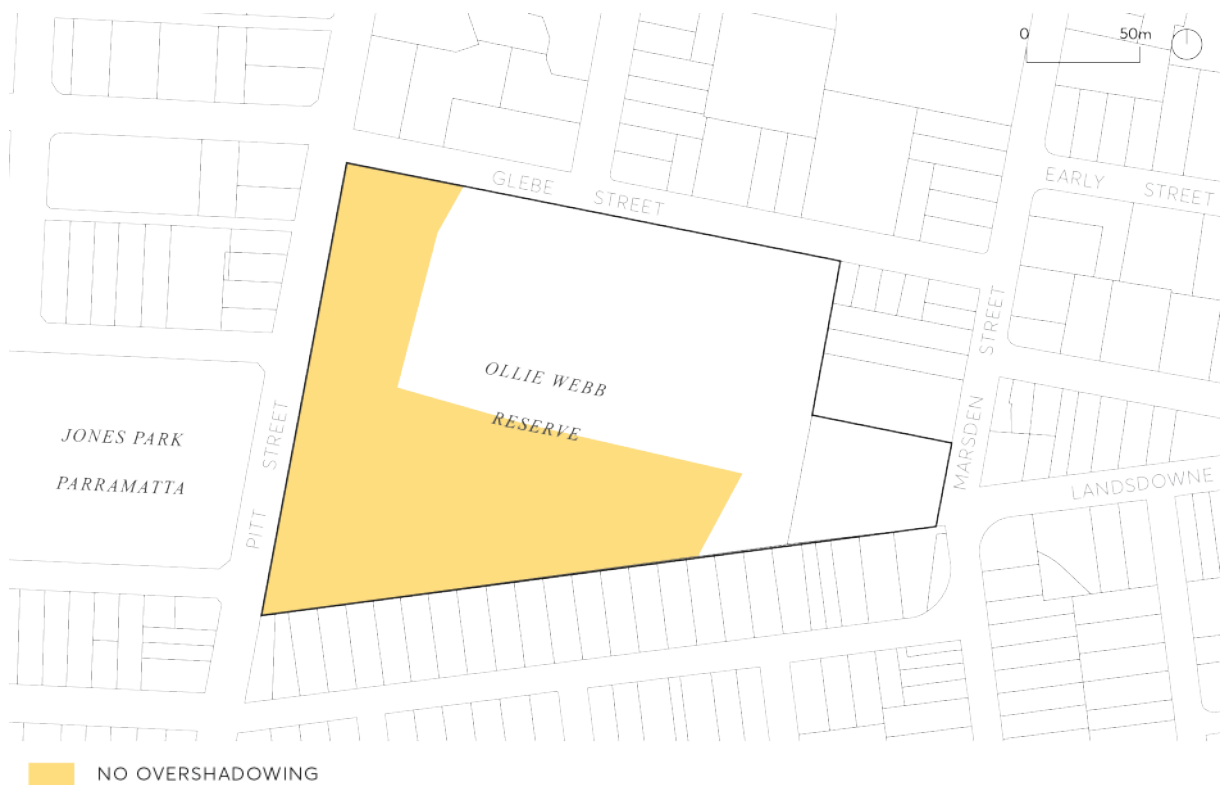 0 50m
GLEBE STREET
EARLY STREET
OLLIE WEBB
RESERVE
JONES PARK
PARRAMATTA
PITT STREET
MARSDEN STREET
LANDSDOWNE
NO OVERSHADOWING